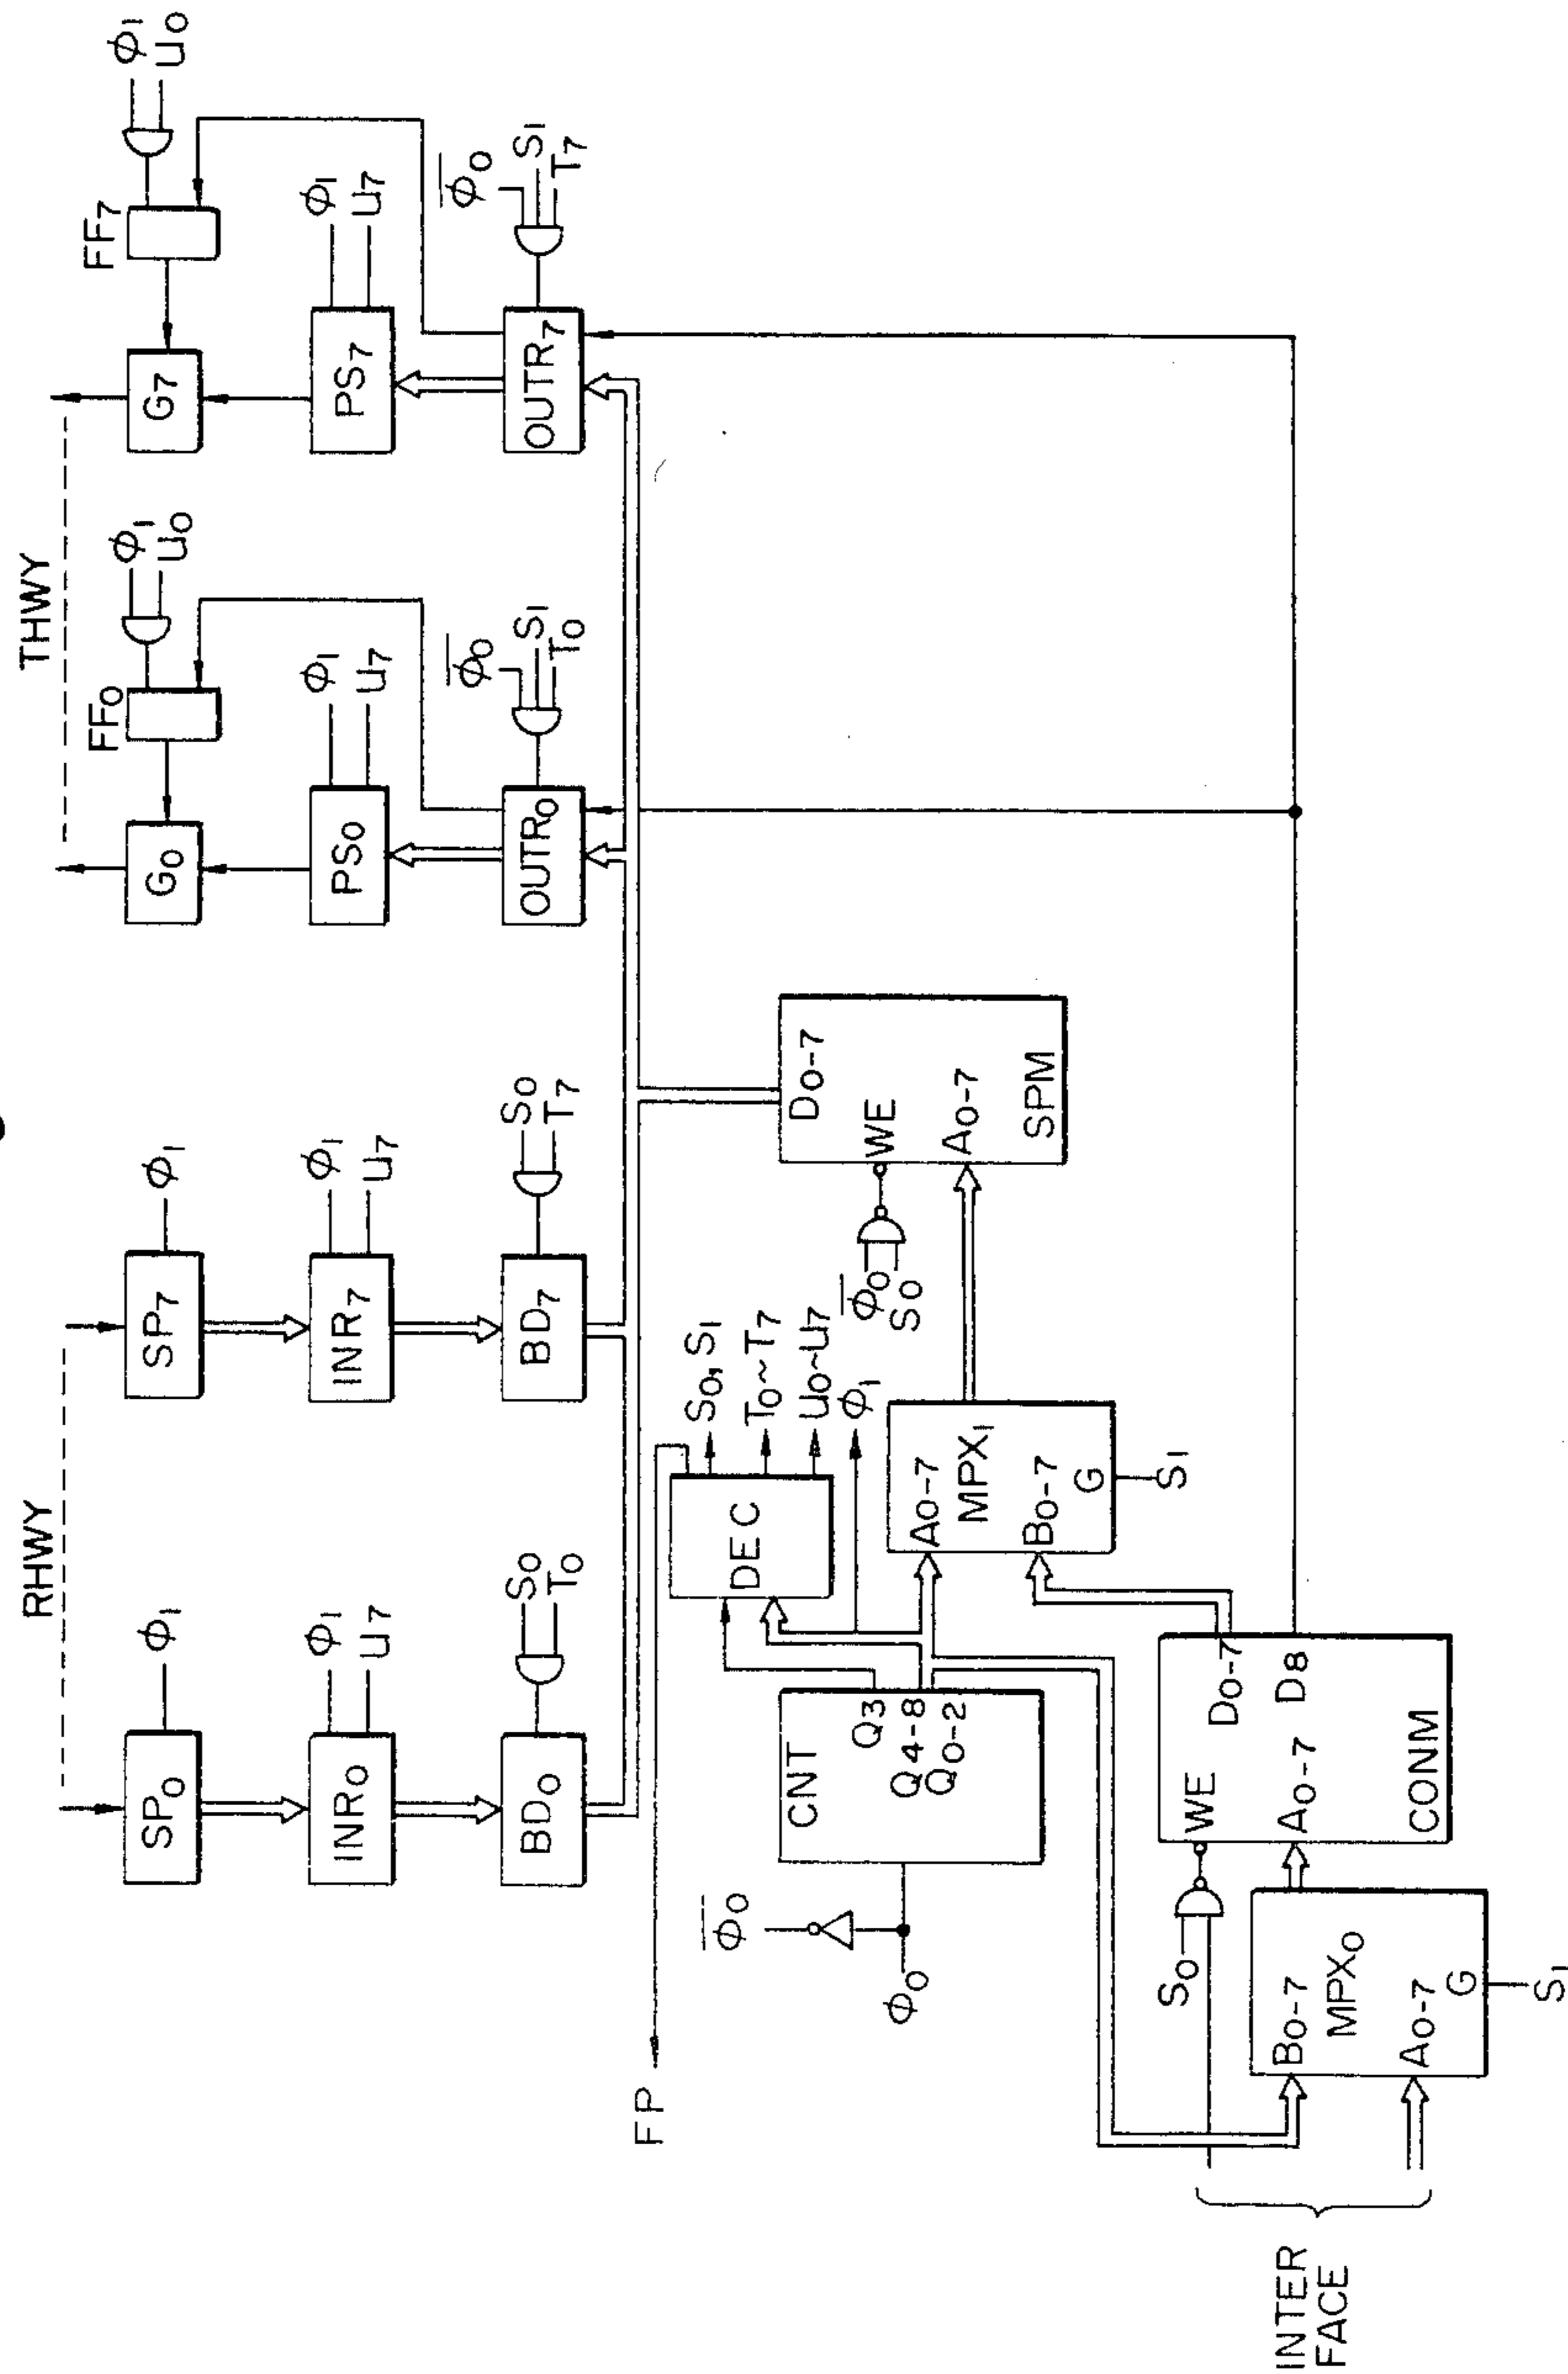 RHWY
THWY
SP0
φ1
SP7
φ1
G0
FF0
φ1
u0
G7
FF7
φ1
u0
INR0
φ1
u7
INR7
φ1
u7
PS0
φ1
u7
PS7
φ1
u7
BD0
S0
T0
BD7
S0
T7
OUTR0
φ̅0
S1
T0
OUTR7
φ̅0
S1
T7
FP
DEC
S0, S1
T0~T7
u0~u7
φ1
φ̅0
φ0
CNT
Q3
Q4-8
Q0-2
A0-7
MPX1
B0-7
G
S1
φ̅0
S0
D0-7
WE
A0-7
SPM
S0
WE
D0-7
A0-7
D8
CONM
B0-7
MPX0
A0-7
G
S1
INTER
FACE